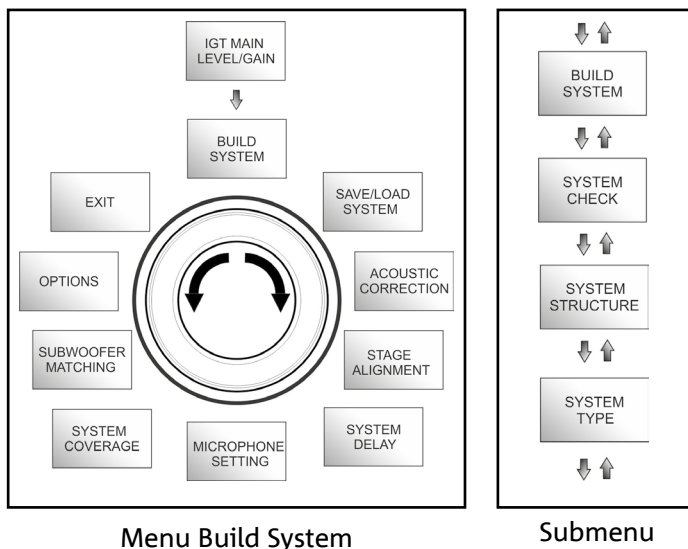 IGT MAIN
LEVEL/GAIN
BUILD
SYSTEM
SAVE/LOAD
SYSTEM
ACOUSTIC
CORRECTION
STAGE
ALIGNMENT
SYSTEM
DELAY
MICROPHONE
SETTING
SYSTEM
COVERAGE
SUBWOOFER
MATCHING
OPTIONS
EXIT
Menu Build System
BUILD
SYSTEM
SYSTEM
CHECK
SYSTEM
STRUCTURE
SYSTEM
TYPE
Submenu